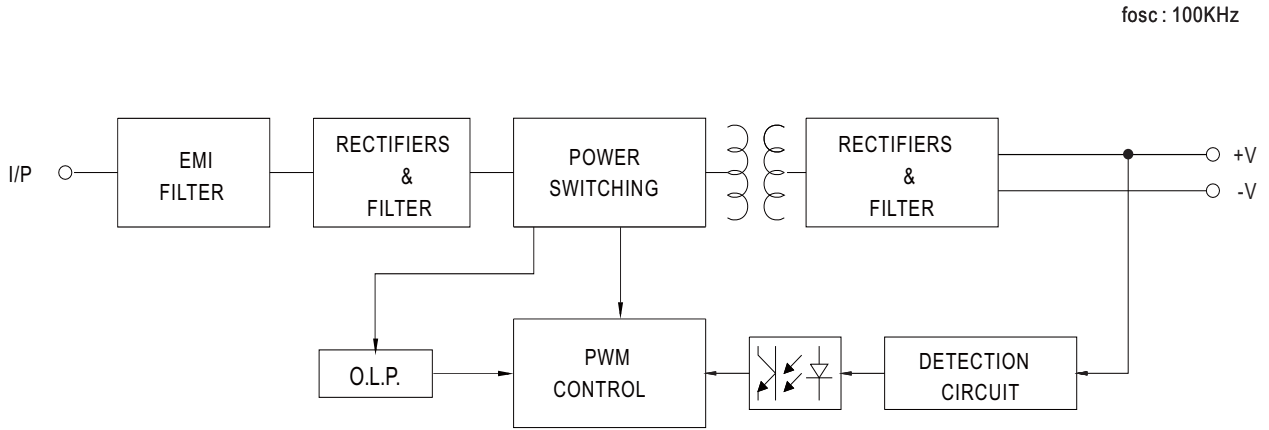 fosc : 100KHz
I/P
EMI
FILTER
RECTIFIERS
&
FILTER
POWER
SWITCHING
RECTIFIERS
&
FILTER
+V
-V
O.L.P.
PWM
CONTROL
DETECTION
CIRCUIT